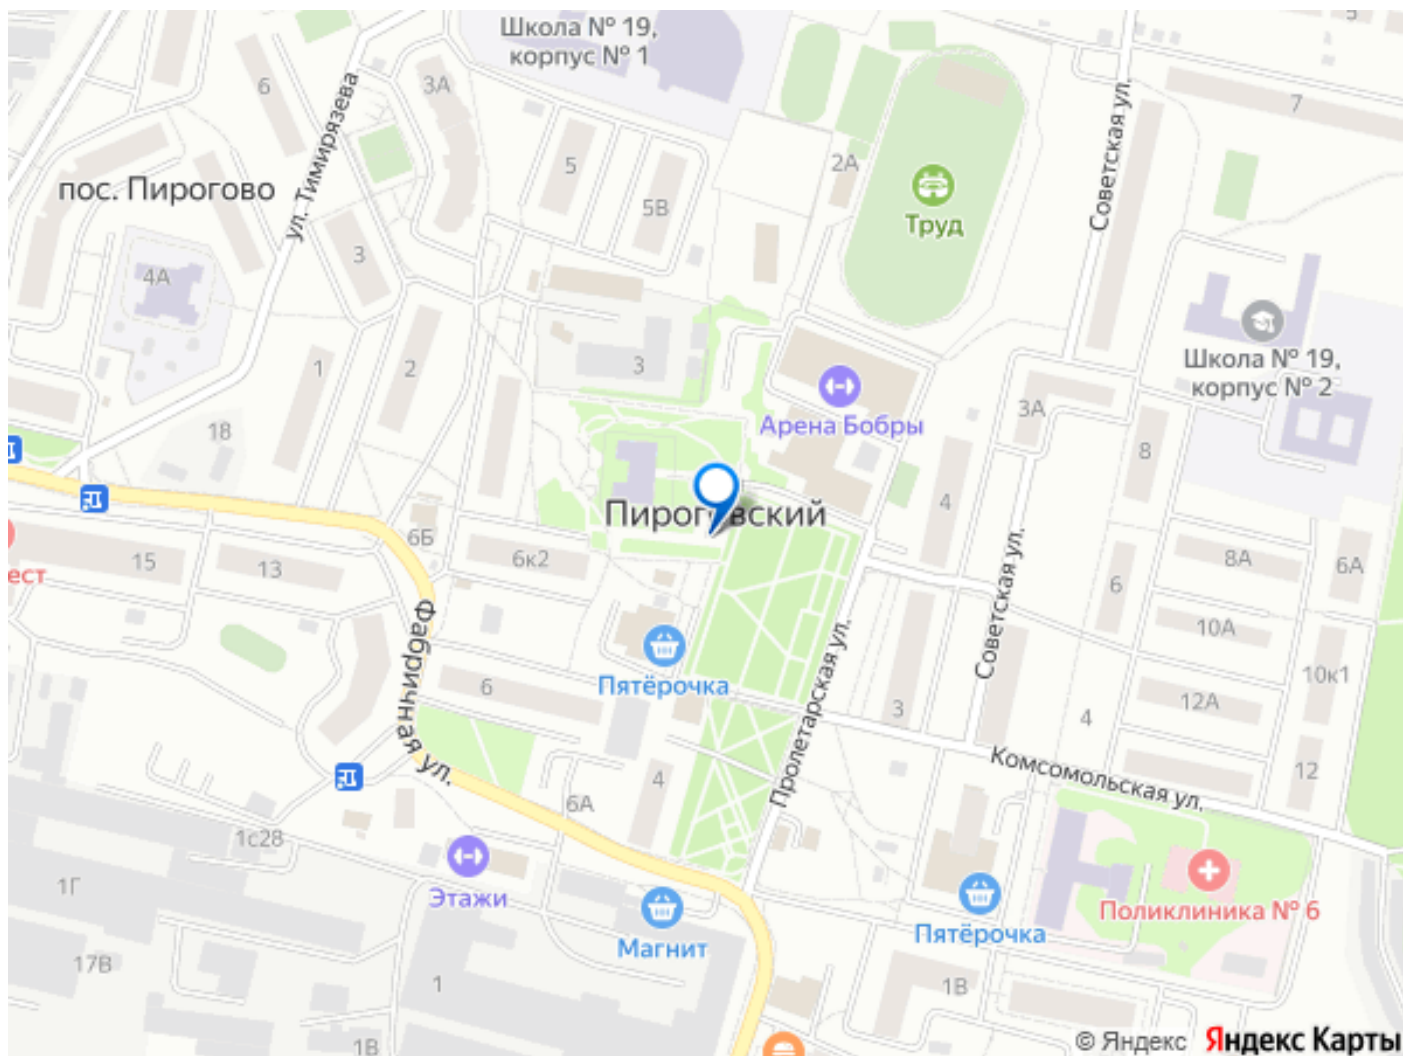 5
Школа № 19,
корпус № 1
6
3А
ул. Тимирязева
Советская ул.
7
5
2А
пос. Пирогово
5В
Труд
3
4А
3
Школа № 19,
корпус № 2
1
2
3А
Арена Бобры
18
8
4
Пироговский
6Б
6к2
15
13
ест
8А
6А
6
Советская ул.
Фабричная ул.
10А
Пролетарская ул.
Пятёрочка
6
10к1
12А
3
4
Комсомольская ул.
12
4
6А
1с28
1Г
Этажи
Поликлиника № 6
Магнит
Пятёрочка
17В
1
1В
1В
© Яндекс Яндекс Карты